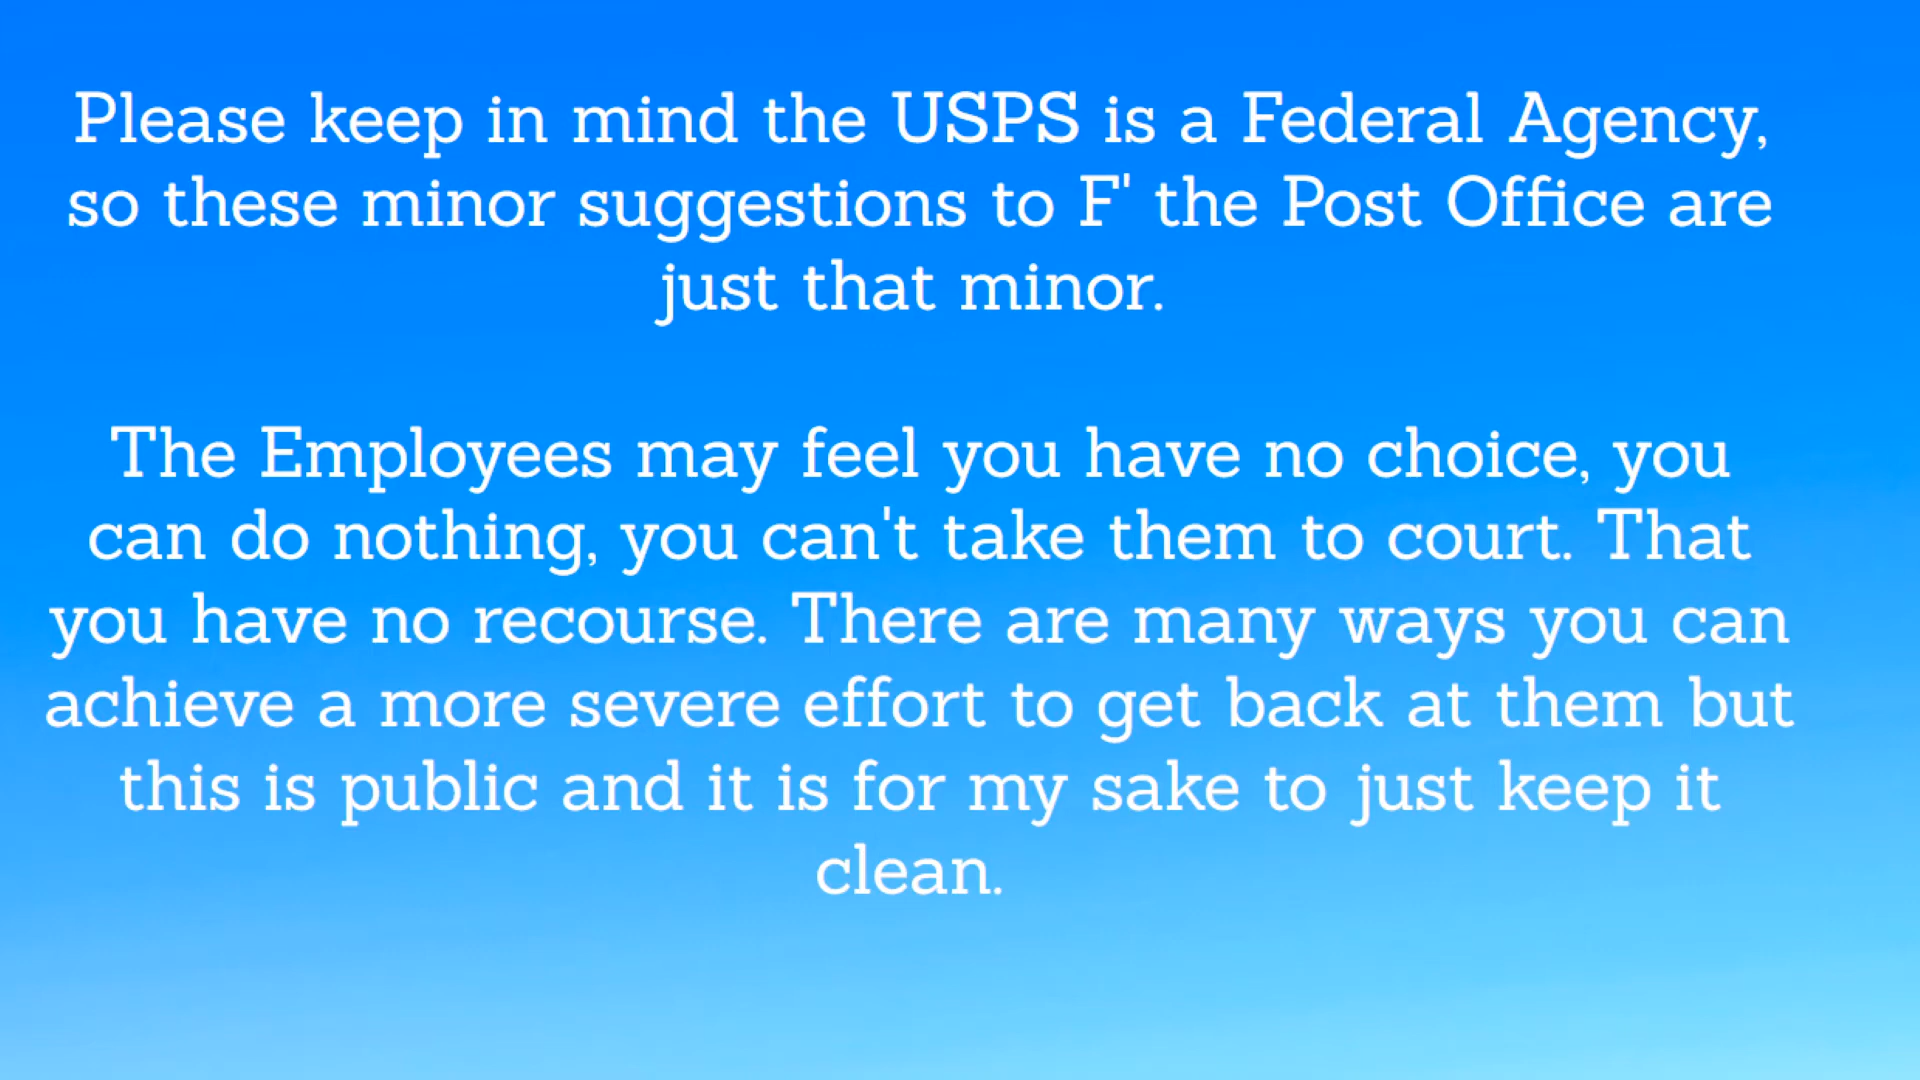 Please keep in mind the USPS is a Federal Agency,
so these minor suggestions to F' the Post Office are
just that minor.
The Employees may feel you have no choice, you
can do nothing, you can't take them to court. That
you have no recourse. There are many ways you can
achieve a more severe effort to get back at them but
this is public and it is for my sake to just keep it
clean.